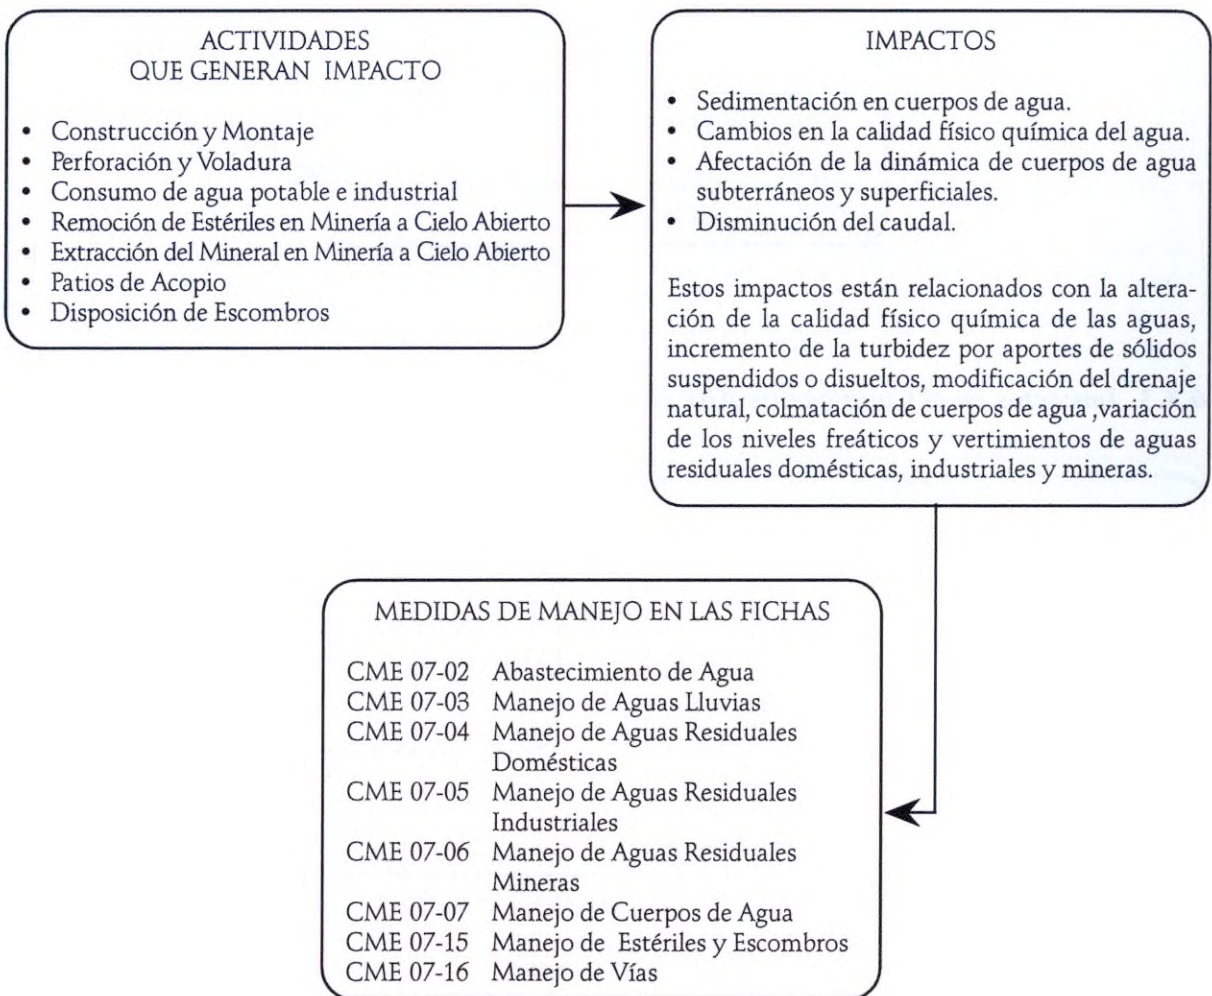 ACTIVIDADES
QUE GENERAN IMPACTO
• Construcción y Montaje
• Perforación y Voladura
• Consumo de agua potable e industrial
• Remoción de Estériles en Minería a Cielo Abierto
• Extracción del Mineral en Minería a Cielo Abierto
• Patios de Acopio
• Disposición de Escombros
IMPACTOS
• Sedimentación en cuerpos de agua.
• Cambios en la calidad físico química del agua.
• Afectación de la dinámica de cuerpos de agua
subterráneos y superficiales.
• Disminución del caudal.
Estos impactos están relacionados con la altera-
ción de la calidad físico química de las aguas,
incremento de la turbidez por aportes de sólidos
suspendidos o disueltos, modificación del drenaje
natural, colmatación de cuerpos de agua ,variación
de los niveles freáticos y vertimientos de aguas
residuales domésticas, industriales y mineras.
MEDIDAS DE MANEJO EN LAS FICHAS
CME 07-02 Abastecimiento de Agua
CME 07-03 Manejo de Aguas Lluvias
CME 07-04 Manejo de Aguas Residuales
Domésticas
CME 07-05 Manejo de Aguas Residuales
Industriales
CME 07-06 Manejo de Aguas Residuales
Mineras
CME 07-07 Manejo de Cuerpos de Agua
CME 07-15 Manejo de Estériles y Escombros
CME 07-16 Manejo de Vías